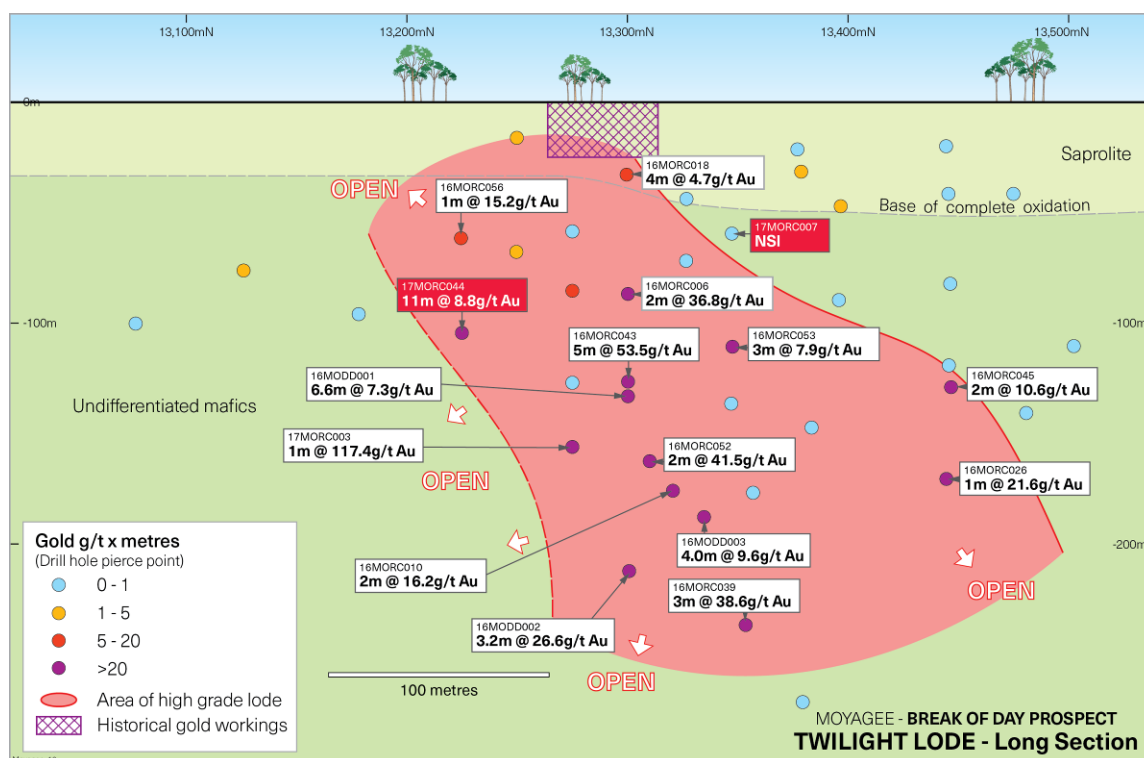 13,100mN
13,200mN
13,300mN
13,400mN
13,500mN
0m
Saprolite
16MORC018
4m @ 4.7g/t Au
OPEN
16MORC056
1m @ 15.2g/t Au
Base of complete oxidation
17MORC007
NSI
17MORC044
11m @ 8.8g/t Au
16MORC006
2m @ 36.8g/t Au
-100m
-100m
16MORC043
5m @ 53.5g/t Au
16MORC053
3m @ 7.9g/t Au
16MODD001
6.6m @ 7.3g/t Au
16MORC045
2m @ 10.6g/t Au
Undifferentiated mafics
17MORC003
1m @ 117.4g/t Au
16MORC052
2m @ 41.5g/t Au
OPEN
16MORC026
1m @ 21.6g/t Au
-200m
16MODD003
4.0m @ 9.6g/t Au
16MORC010
2m @ 16.2g/t Au
16MORC039
3m @ 38.6g/t Au
OPEN
16MODD002
3.2m @ 26.6g/t Au
OPEN
100 metres
Gold g/t x metres
(Drill hole pierce point)
0 - 1
1 - 5
5 - 20
>20
Area of high grade lode
Historical gold workings
MOYAGEE - BREAK OF DAY PROSPECT
TWILIGHT LODE - Long Section